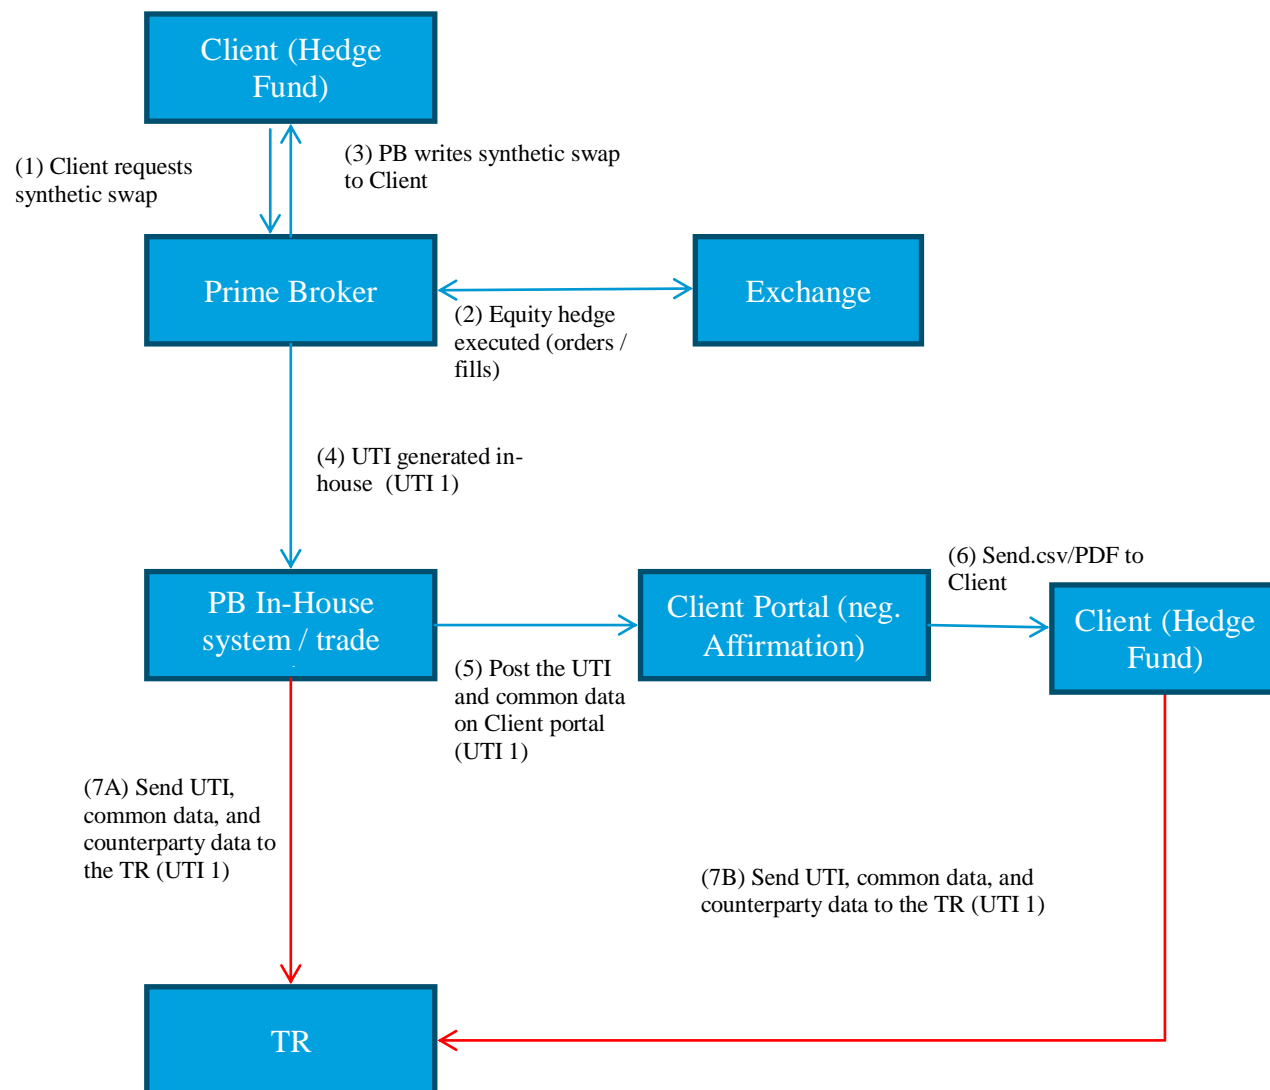 Client (Hedge
Fund)
(1) Client requests
synthetic swap
(3) PB writes synthetic swap
to Client
Prime Broker
Exchange
(2) Equity hedge
executed (orders /
fills)
(4) UTI generated in-
house  (UTI 1)
PB In-House
system / trade
Client Portal (neg.
Affirmation)
(6) Send.csv/PDF to
Client
Client (Hedge
Fund)
(5) Post the UTI
and common data
on Client portal
(UTI 1)
(7A) Send UTI,
common data, and
counterparty data to
the TR (UTI 1)
(7B) Send UTI, common data, and
counterparty data to the TR (UTI 1)
TR